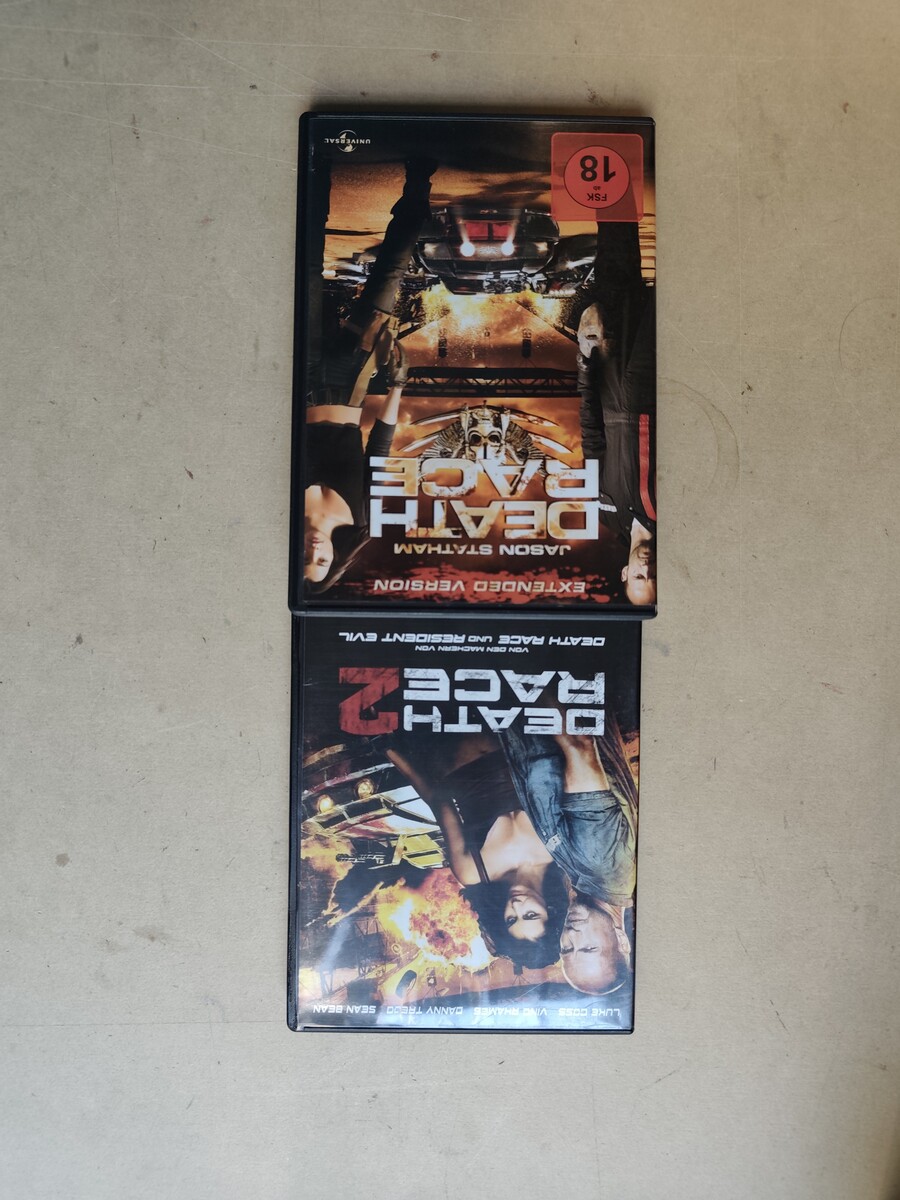 LUKE GOSS VING RHAMES DANNY TREJO SEAN BEAN
DEATH
RACE 2
VON DEN MACHERN VON
DEATH RACE UND RESIDENT EVIL
EXTENDED VERSION
JASON STATHAM
DEATH
RACE
FSK
ab
18
UNIVERSAL